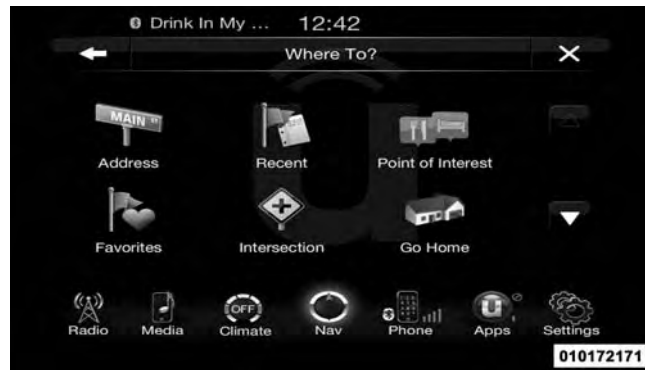 Drink In My ... 12:42
Where To?
MAIN ST
Address Recent Point of Interest
Favorites Intersection Go Home
OFF
Radio Media Climate Nav Phone Apps Settings
010172171